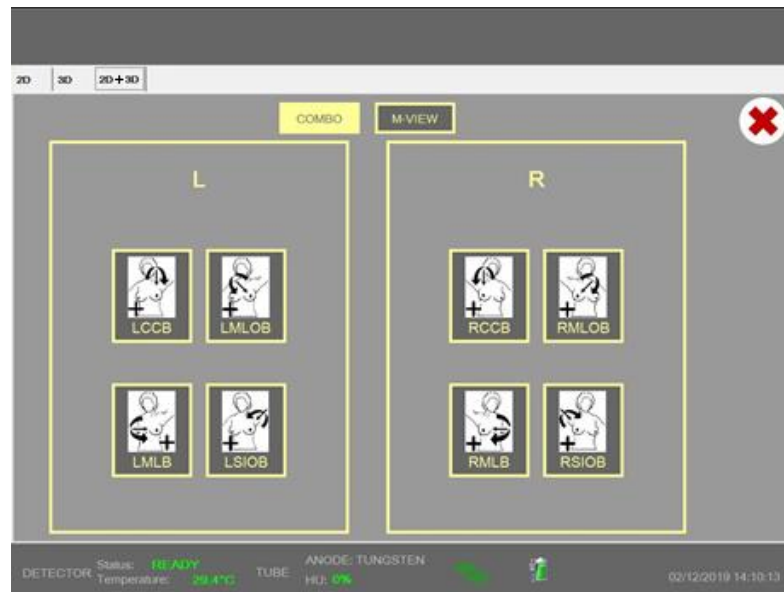 2D 3D 2D+3D
COMBO M-VIEW
L R
LCCB LMLOB RCCB RMLOB
LMLB LSIOB RMLB RSIOB
DETECTOR Status: READY TUBE ANODE: TUNGSTEN
Temperature: 29.4°C HU: 0% 02/12/2019 14:10:13